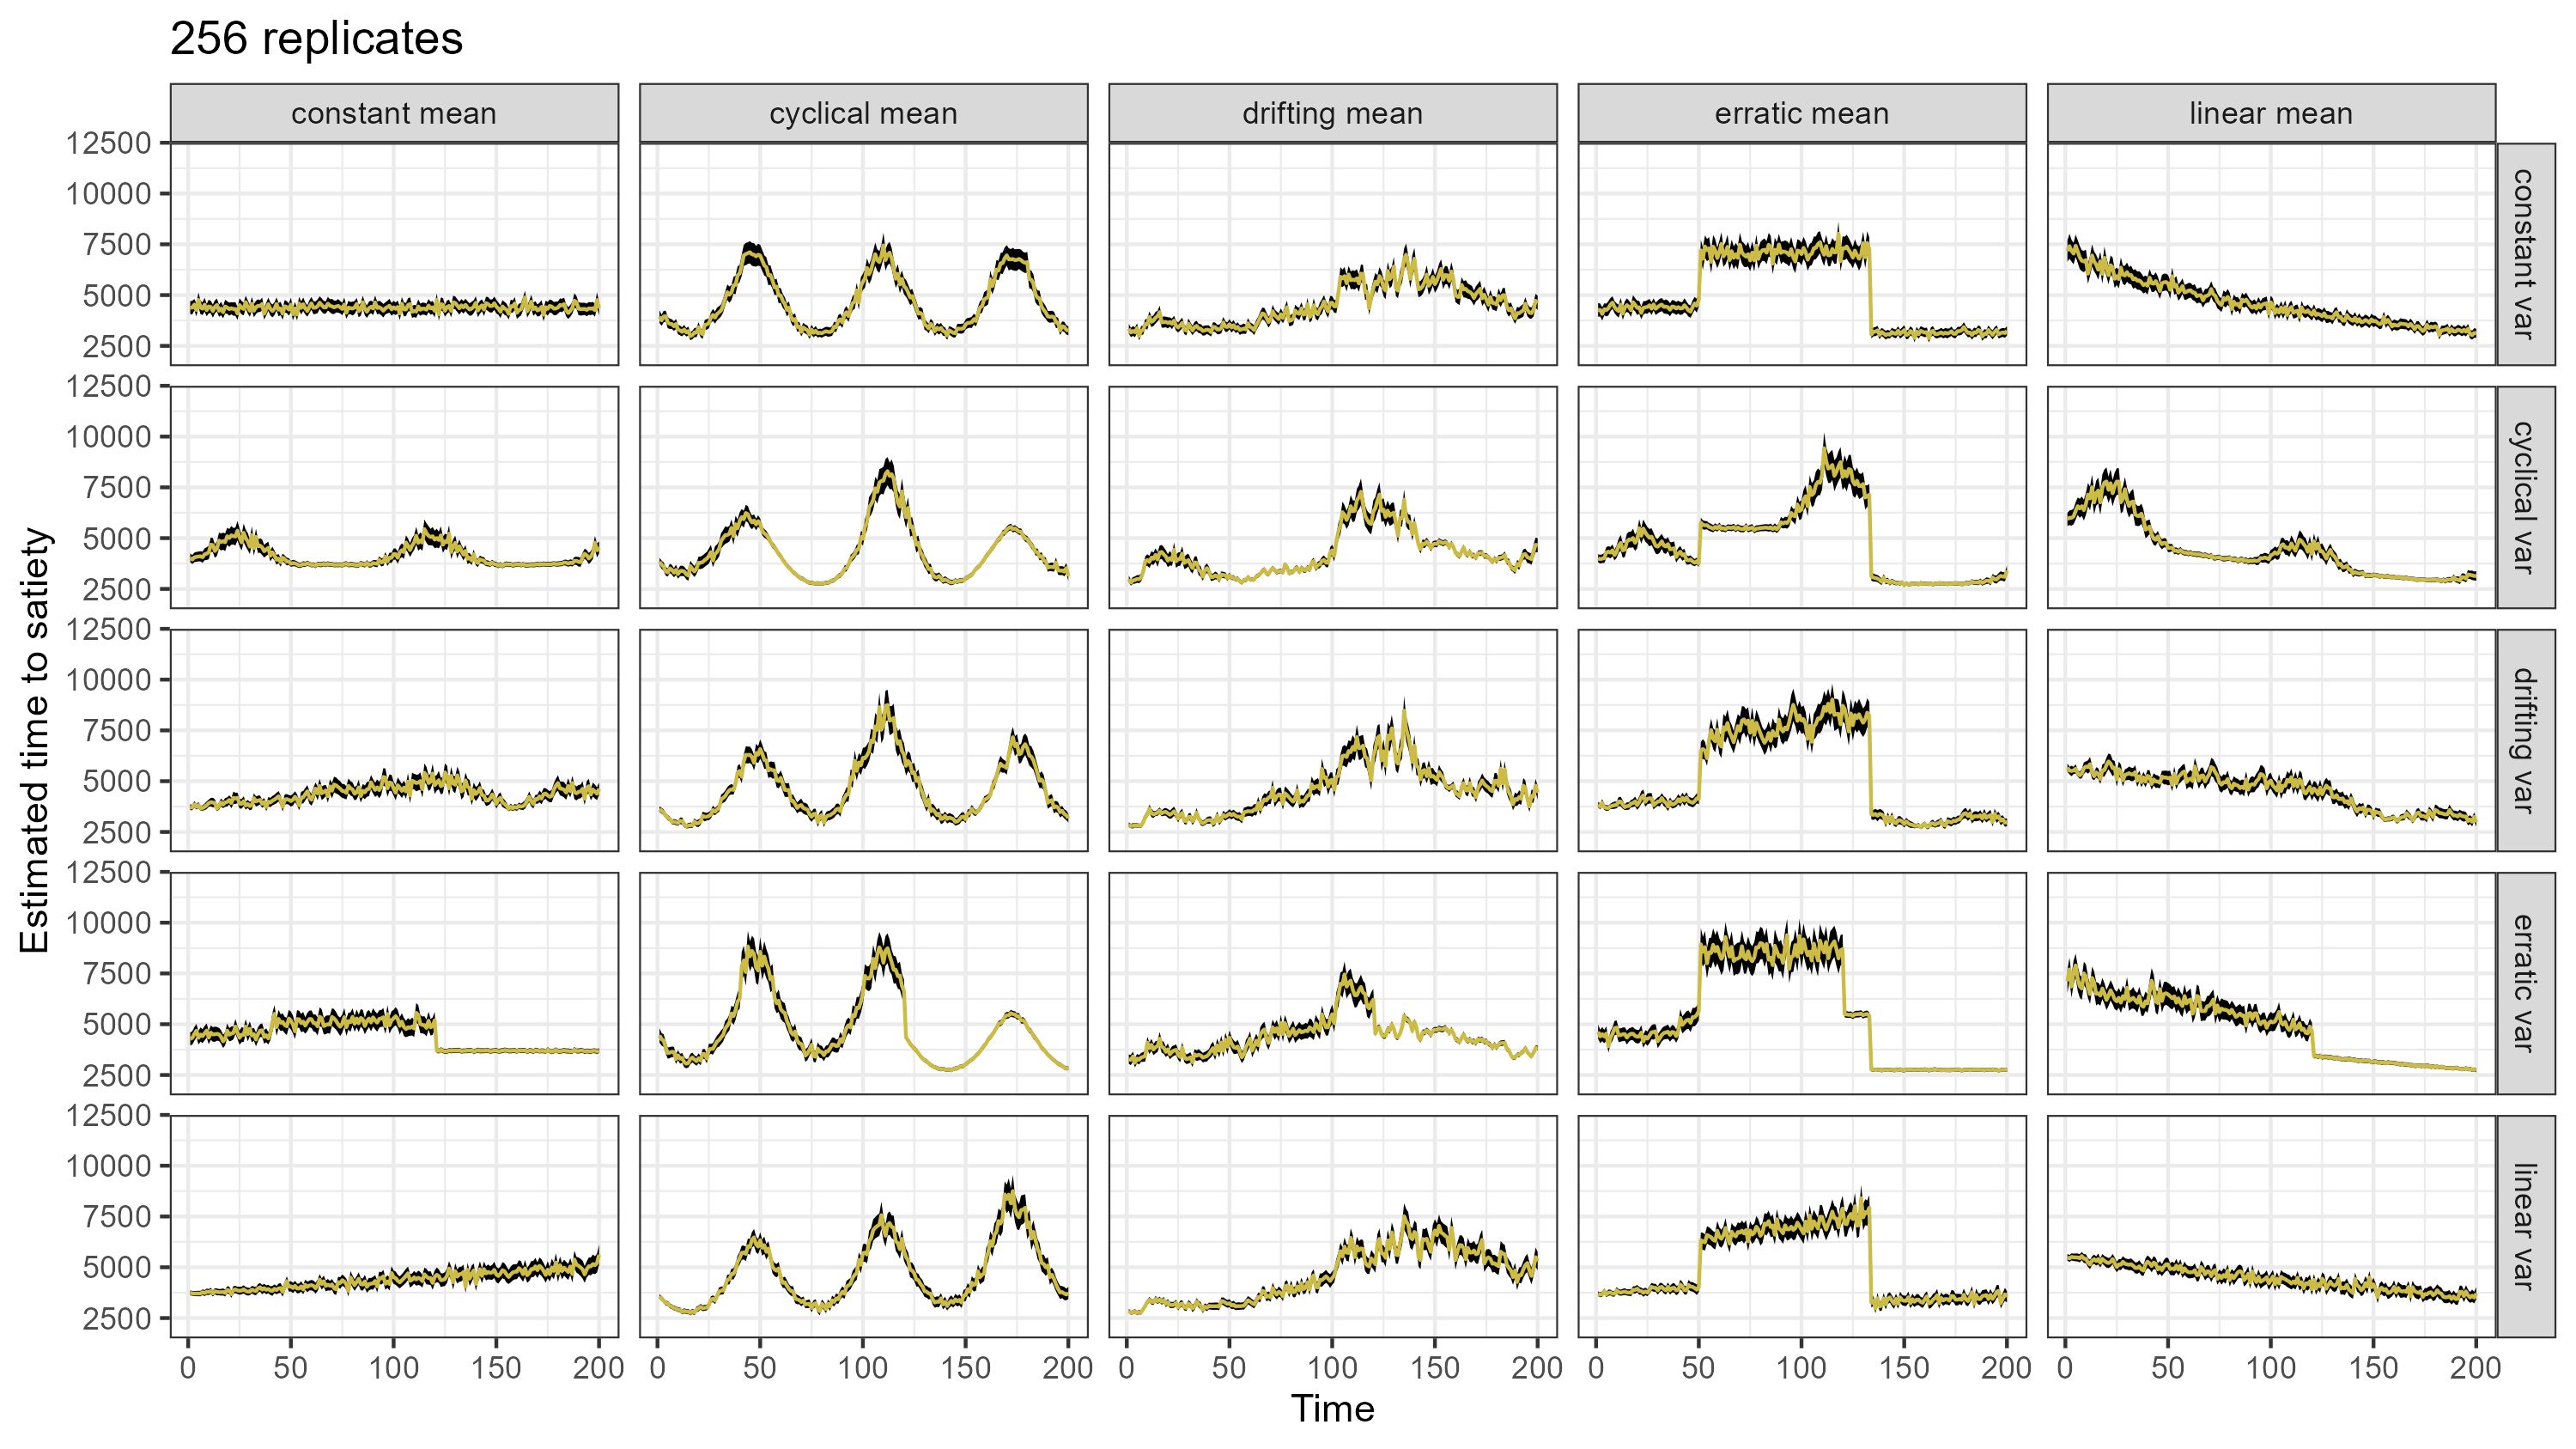 256 replicates
constant mean
cyclical mean
drifting mean
erratic mean
linear mean
12500
10000
7500
5000
2500
constant var
12500
10000
7500
5000
2500
cyclical var
12500
10000
7500
5000
2500
drifting var
12500
10000
7500
5000
2500
erratic var
12500
10000
7500
5000
2500
linear var
Estimated time to satiety
0 50 100 150 200
0 50 100 150 200
0 50 100 150 200
0 50 100 150 200
0 50 100 150 200
Time